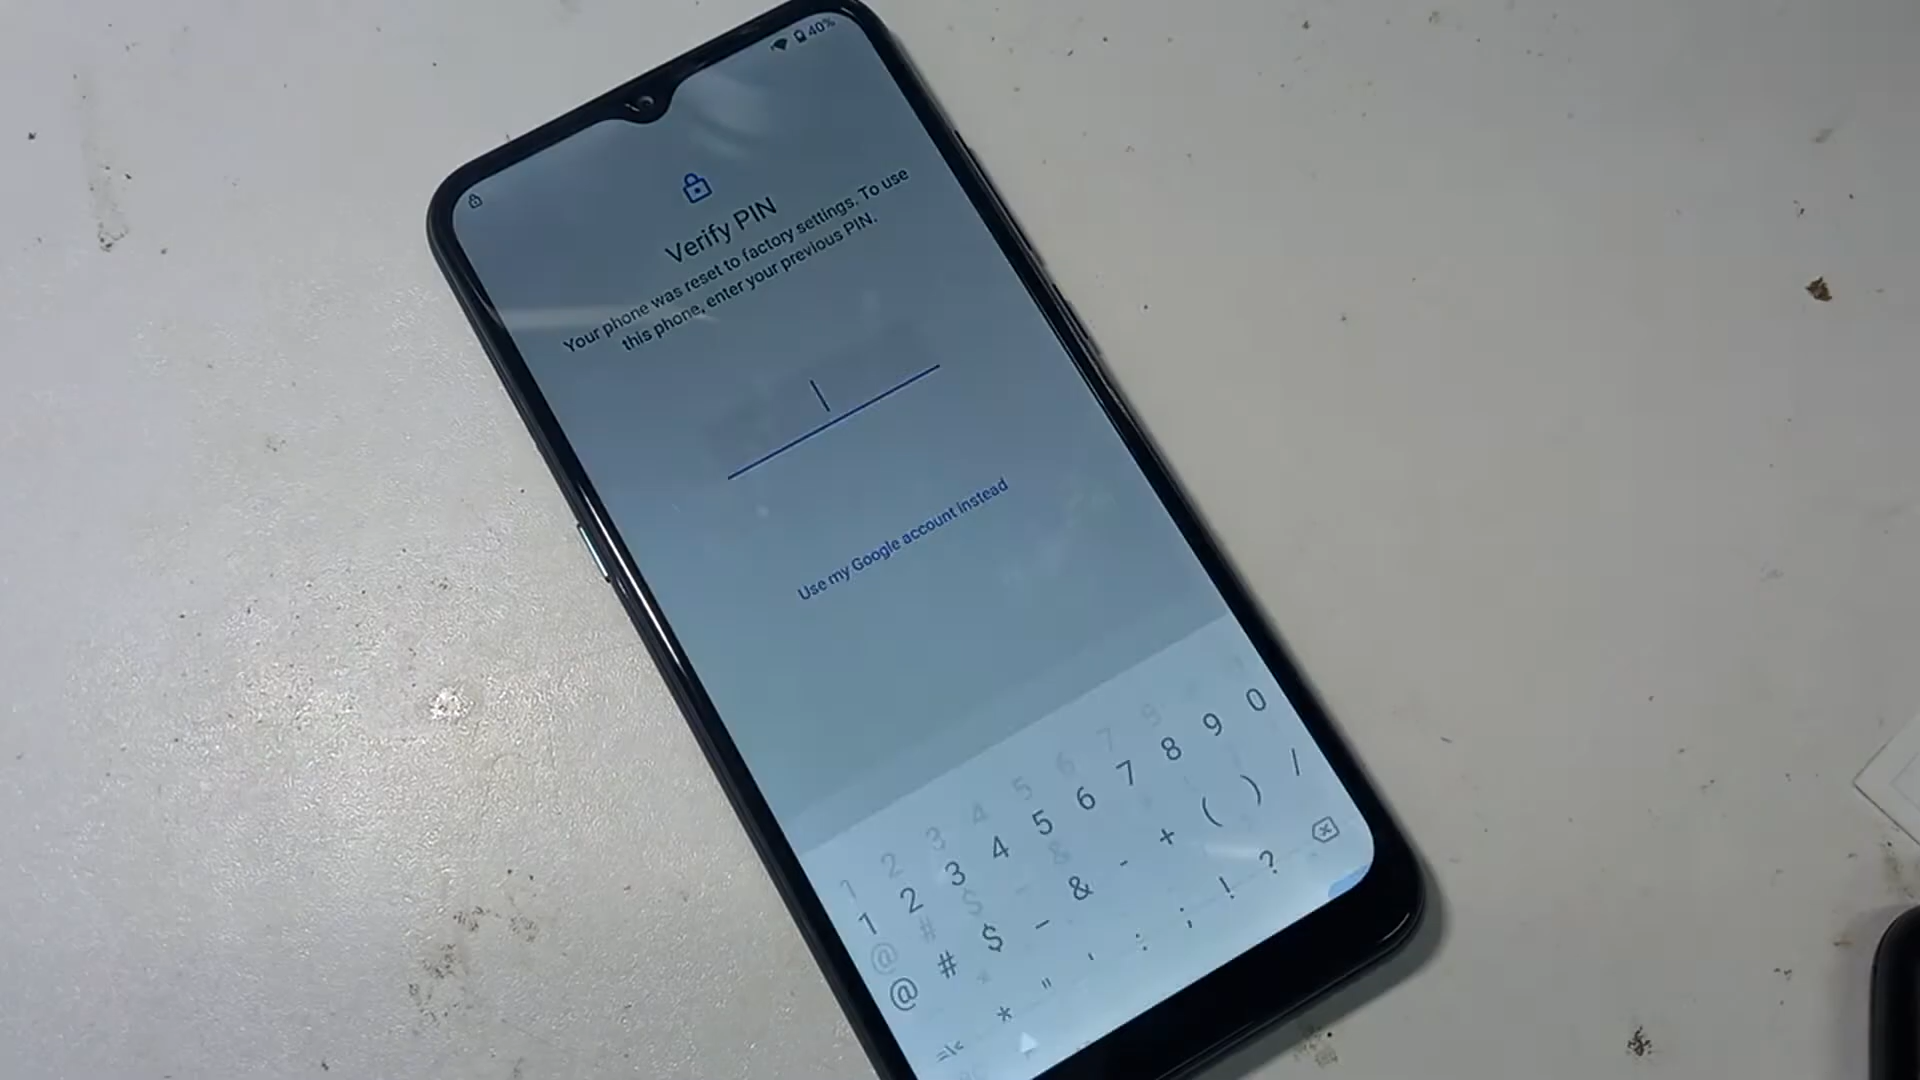 40%
Verify PIN
Your phone was reset to factory settings. To use
this phone, enter your previous PIN.
Use my Google account instead
1 2 3 4 5 6 7 8 9 0
@ # $ – & - + ( ) /
=\< * " ' : ; ! ?